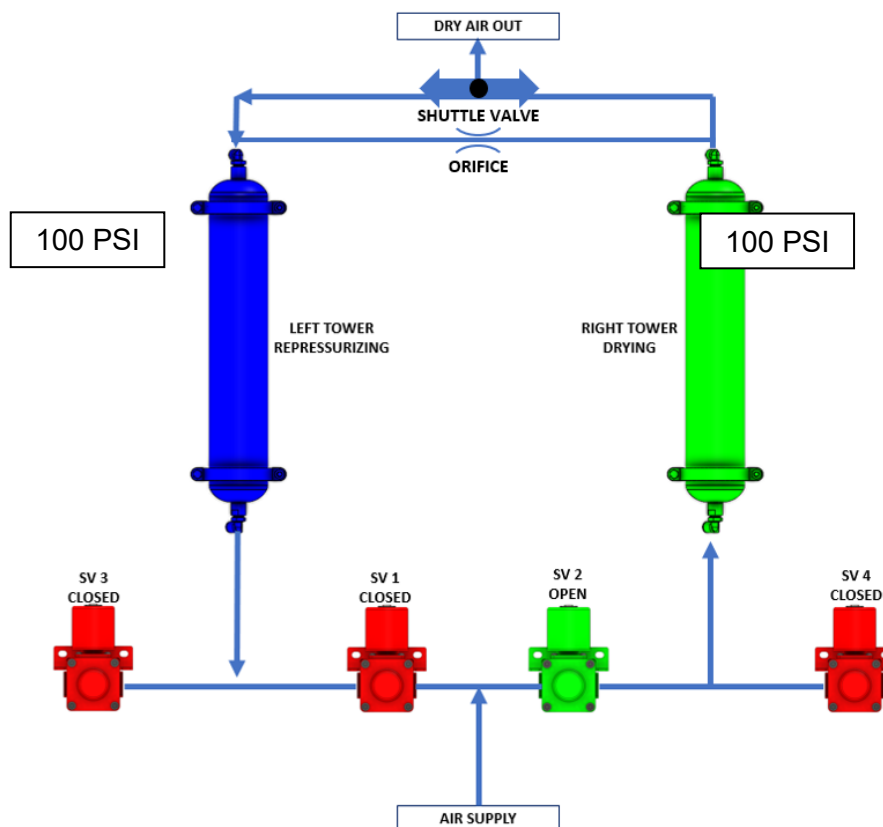 DRY AIR OUT
SHUTTLE VALVE
ORIFICE
100 PSI
100 PSI
LEFT TOWER
REPRESSURIZING
RIGHT TOWER
DRYING
SV 3
CLOSED
SV 1
CLOSED
SV 2
OPEN
SV 4
CLOSED
AIR SUPPLY